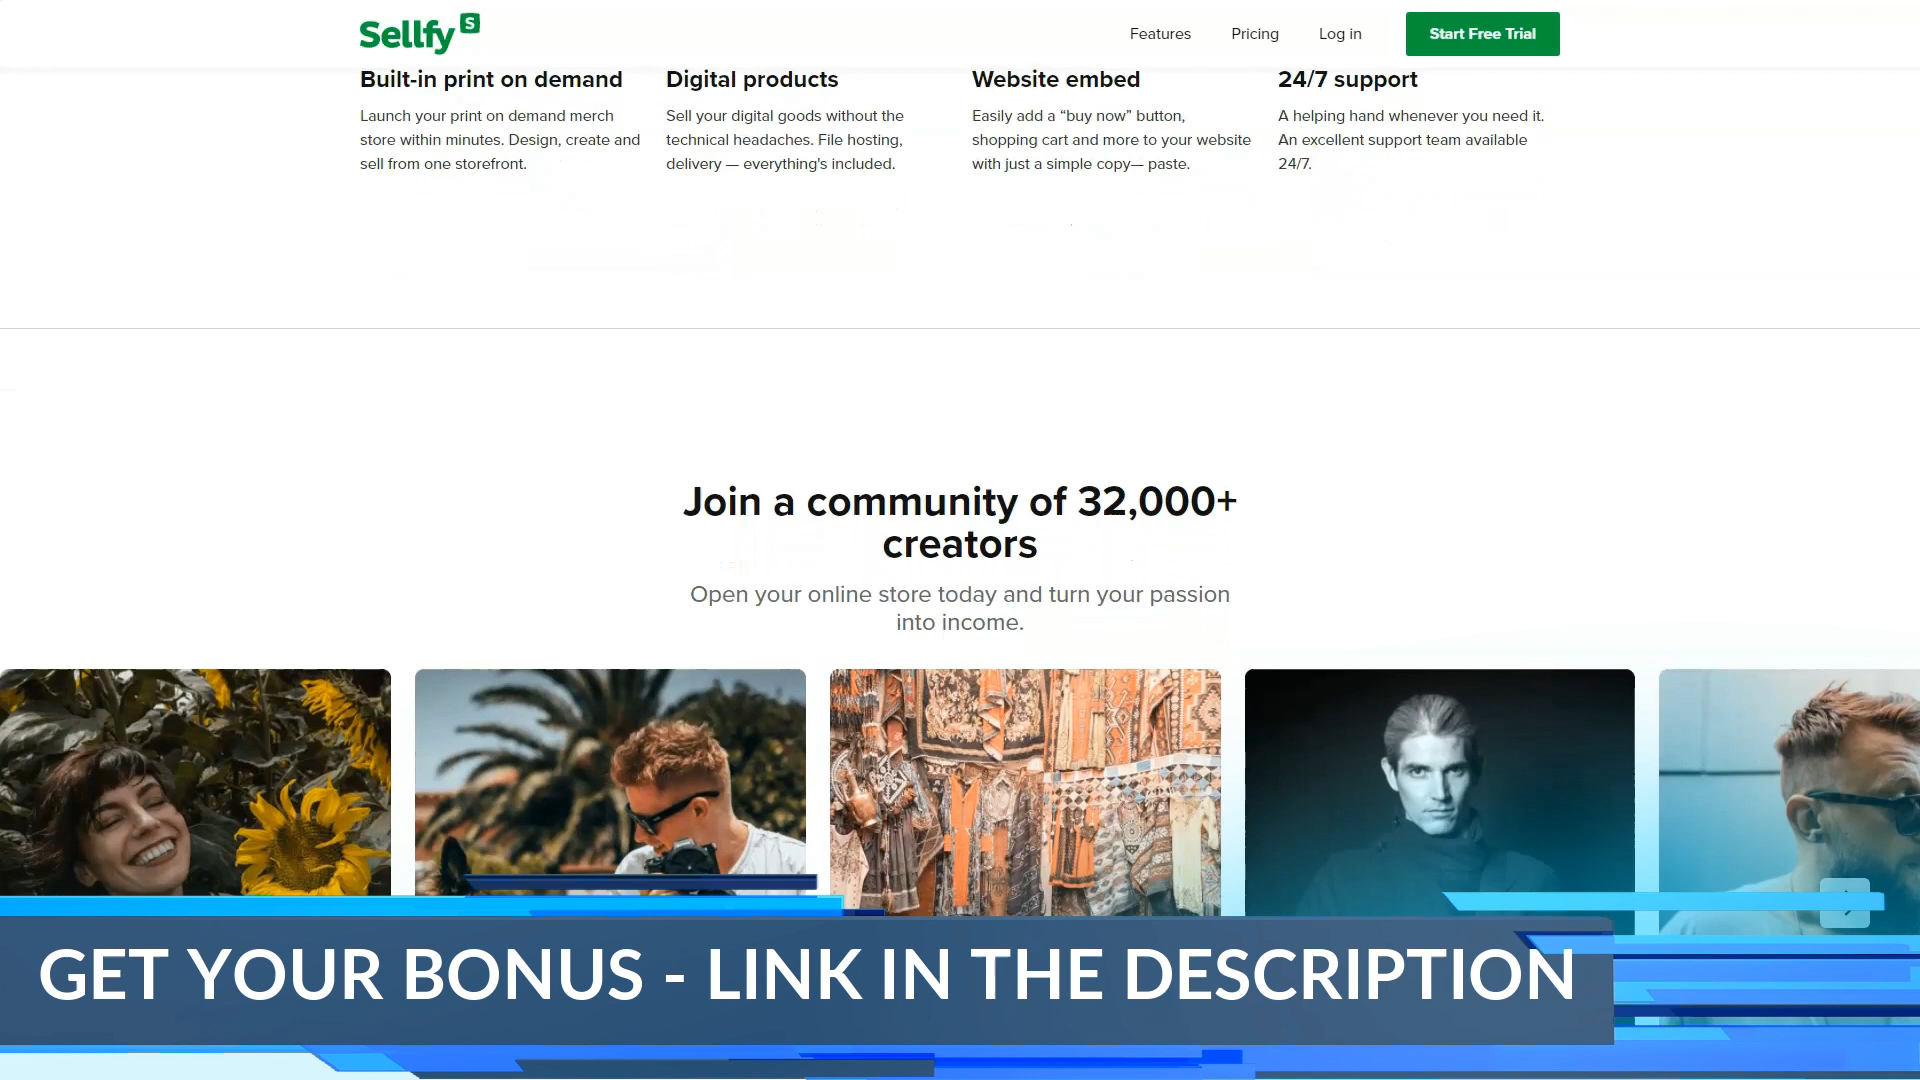 Sellfy S
Features
Pricing
Log in
Start Free Trial
Built-in print on demand
Launch your print on demand merch
store within minutes. Design, create and
sell from one storefront.
Digital products
Sell your digital goods without the
technical headaches. File hosting,
delivery — everything's included.
Website embed
Easily add a “buy now” button,
shopping cart and more to your website
with just a simple copy— paste.
24/7 support
A helping hand whenever you need it.
An excellent support team available
24/7.
Join a community of 32,000+
creators
Open your online store today and turn your passion
into income.
GET YOUR BONUS - LINK IN THE DESCRIPTION